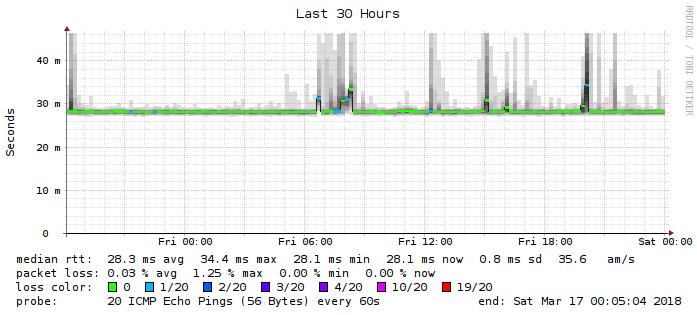 Last 30 Hours
RRDTOOL / TOBI OETIKER
Seconds
40 m
30 m
20 m
10 m
0
Fri 00:00 Fri 06:00 Fri 12:00 Fri 18:00 Sat 00:00
median rtt: 28.3 ms avg 34.4 ms max 28.1 ms min 28.1 ms now 0.8 ms sd 35.6 am/s
packet loss: 0.03 % avg 1.25 % max 0.00 % min 0.00 % now
loss color: 0 1/20 2/20 3/20 4/20 10/20 19/20
probe: 20 ICMP Echo Pings (56 Bytes) every 60s end: Sat Mar 17 00:05:04 2018